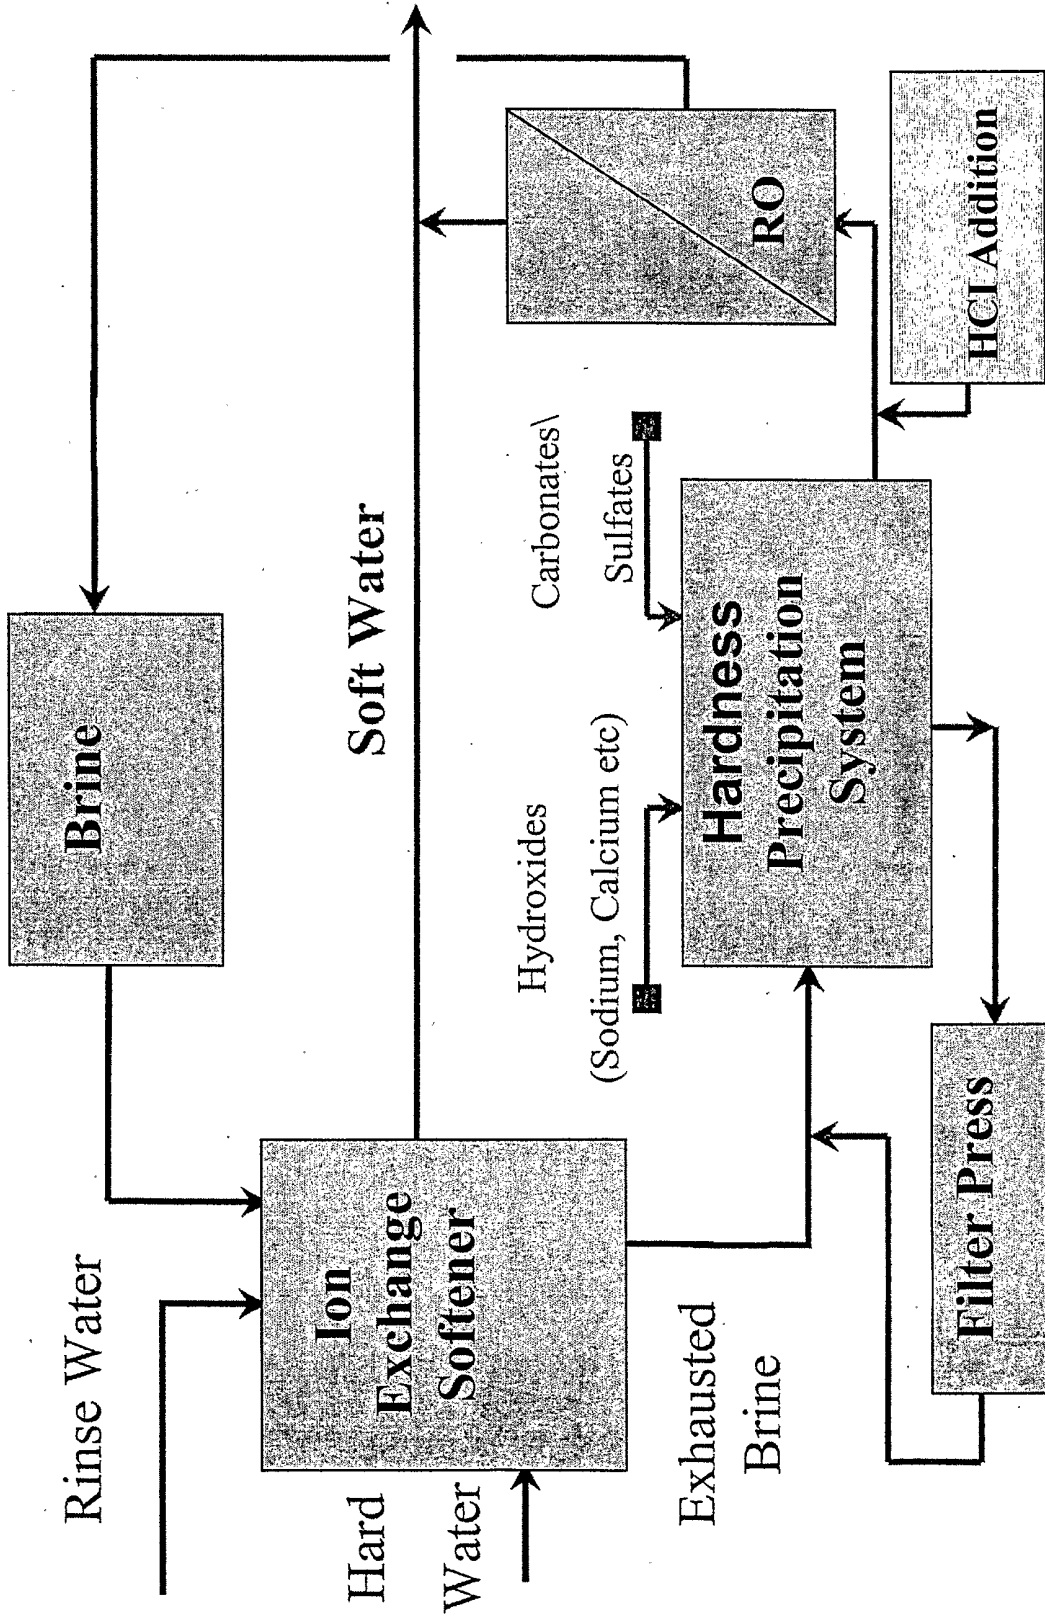 Rinse Water
Brine
Hard
Water
Ion
Exchange
Softener
Soft Water
Exhausted
Brine
Hydroxides
(Sodium, Calcium etc)
Carbonates\
Sulfates
Hardness
Precipitation
System
RO
Filter Press
HCI Addition